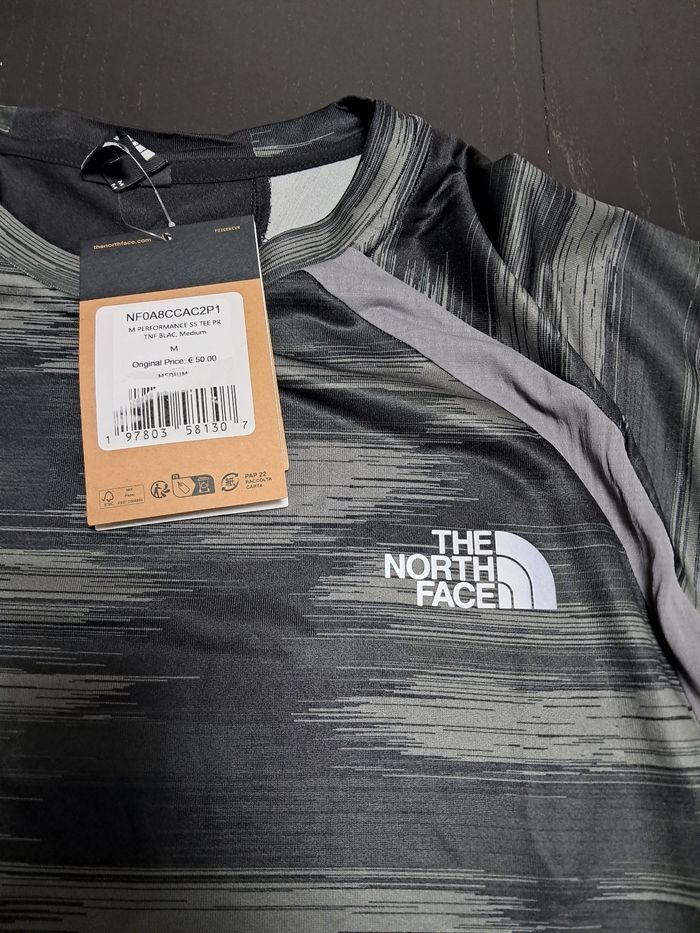 thenorthface.com
NF0A8CCAC2P1
M PERFORMANCE SS TEE PR
TNF BLAC, Medium
M
Original Price: € 50.00
MEDIUM
1 97803 58130 7
PAP 22
RACCOLTA
CARTA
THE
NORTH
FACE